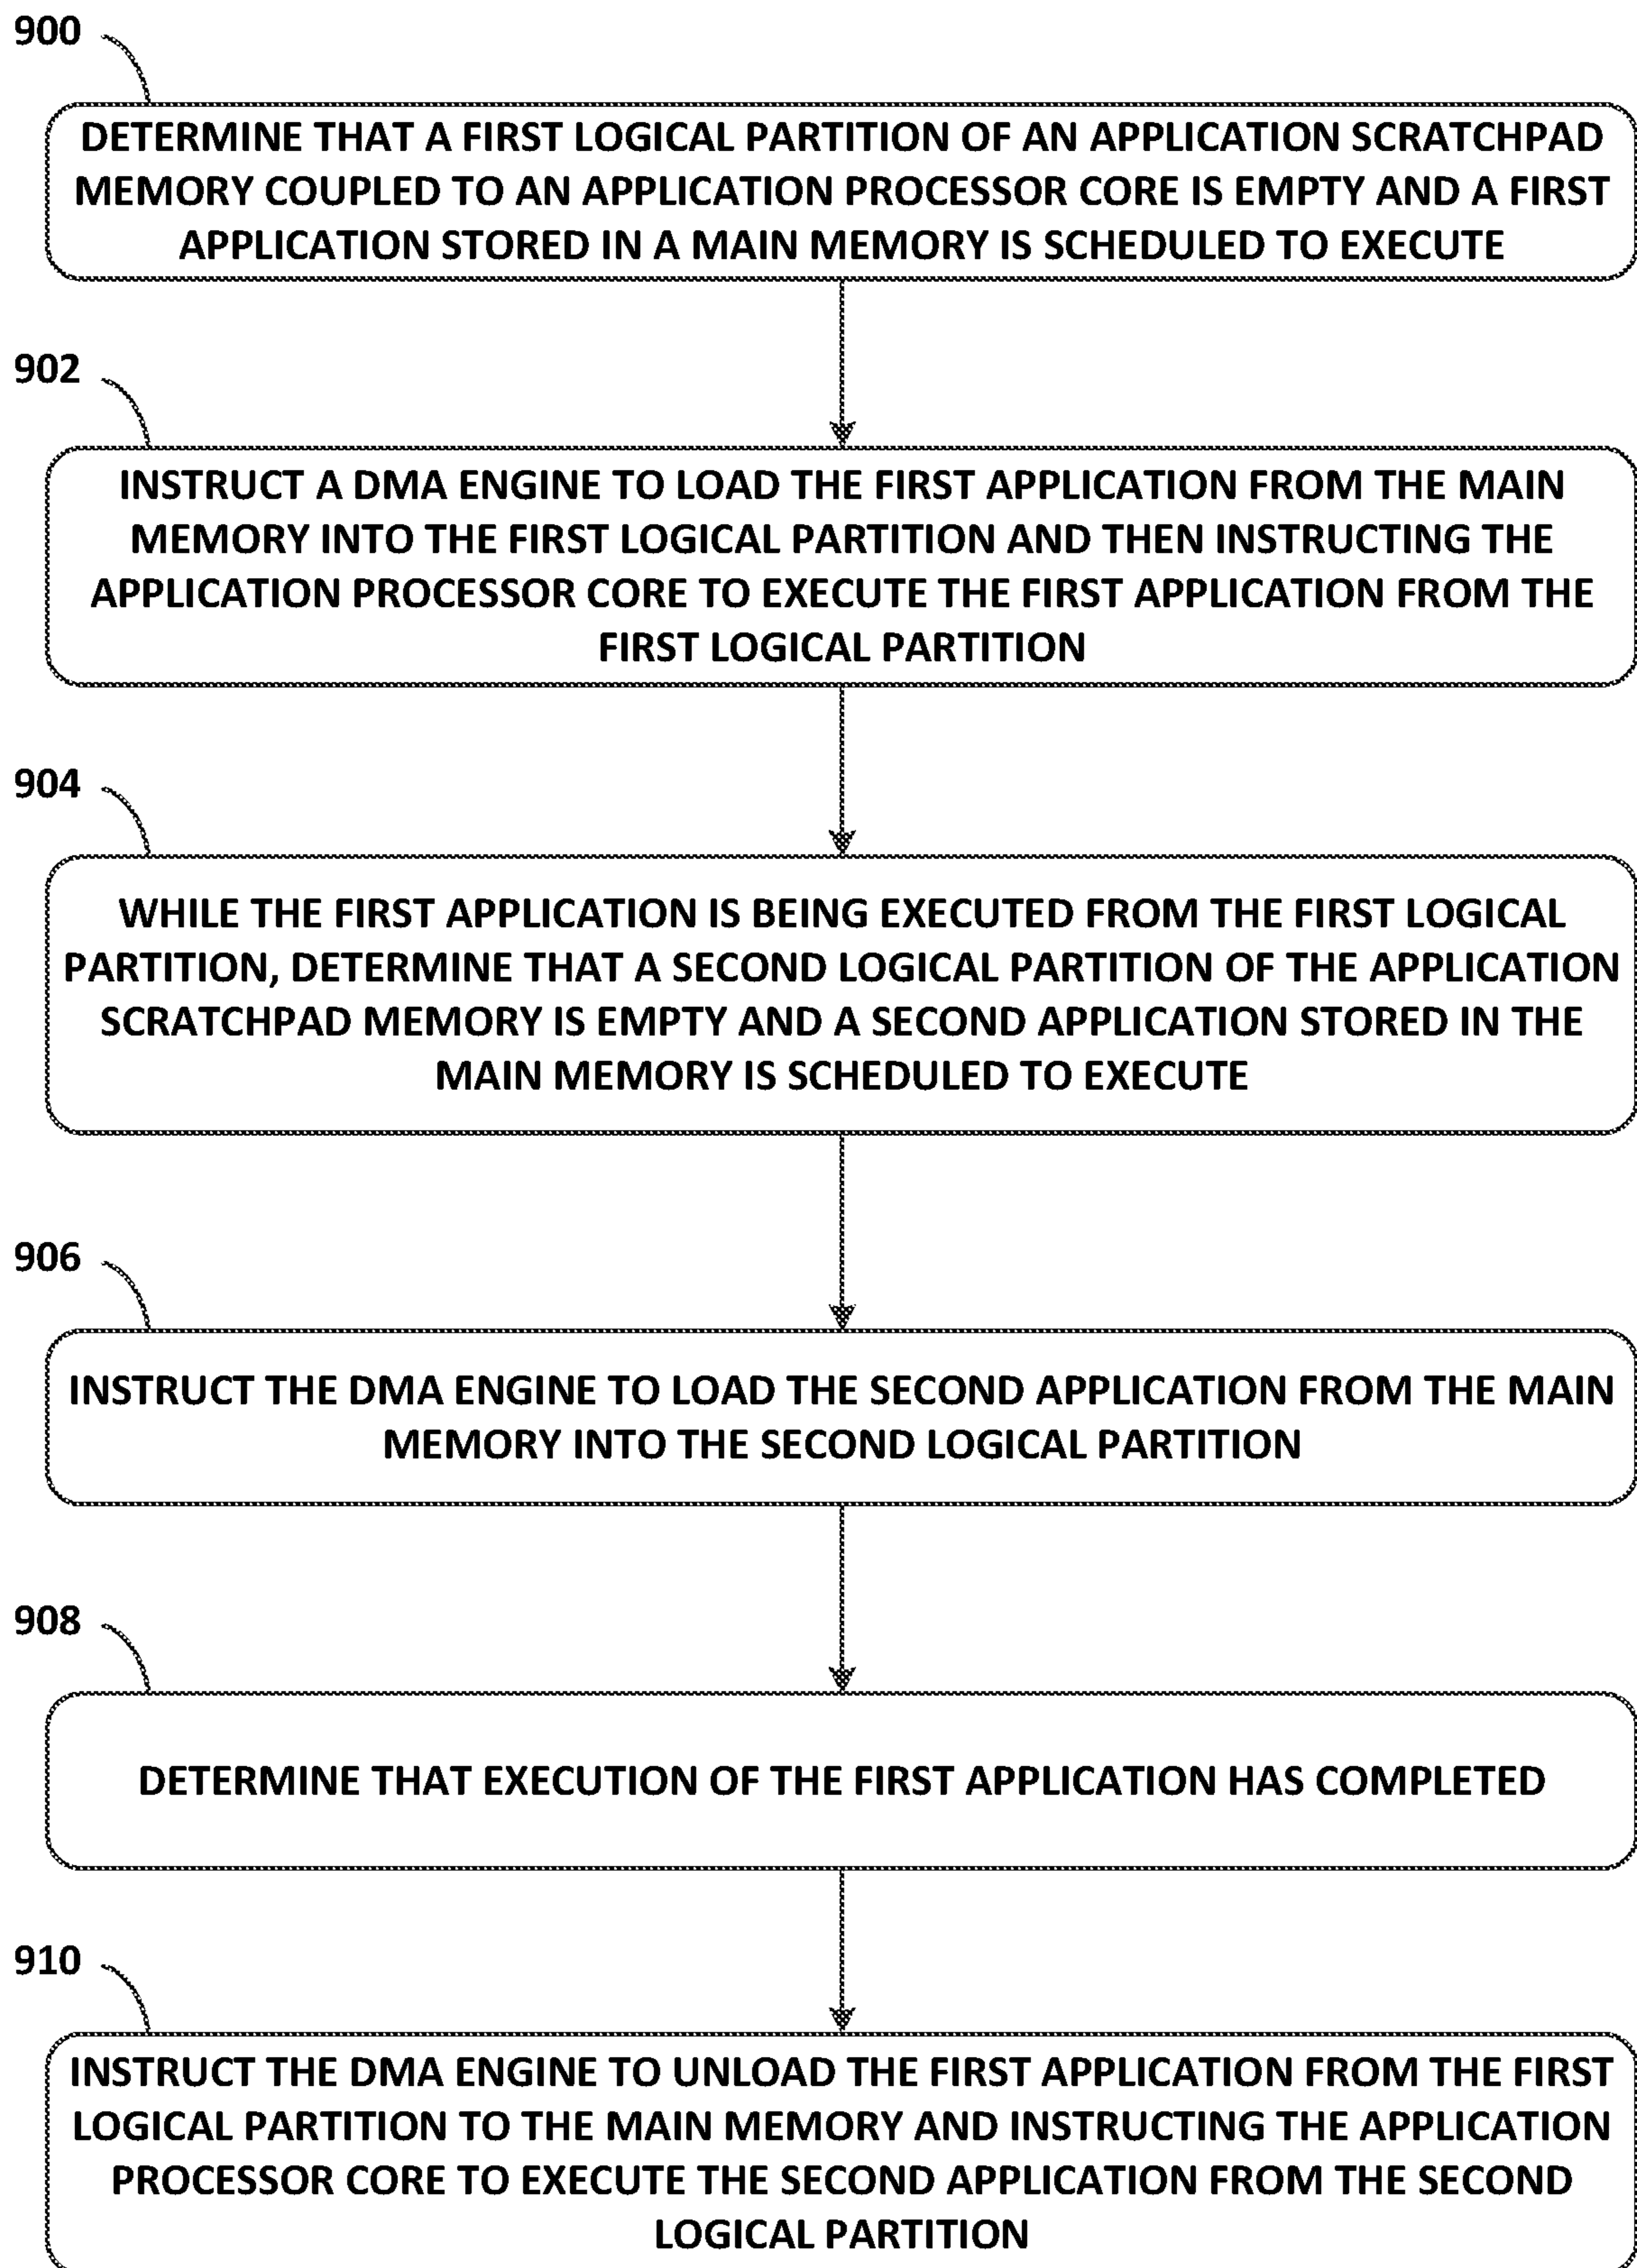 900
DETERMINE THAT A FIRST LOGICAL PARTITION OF AN APPLICATION SCRATCHPAD
MEMORY COUPLED TO AN APPLICATION PROCESSOR CORE IS EMPTY AND A FIRST
APPLICATION STORED IN A MAIN MEMORY IS SCHEDULED TO EXECUTE
902
INSTRUCT A DMA ENGINE TO LOAD THE FIRST APPLICATION FROM THE MAIN
MEMORY INTO THE FIRST LOGICAL PARTITION AND THEN INSTRUCTING THE
APPLICATION PROCESSOR CORE TO EXECUTE THE FIRST APPLICATION FROM THE
FIRST LOGICAL PARTITION
904
WHILE THE FIRST APPLICATION IS BEING EXECUTED FROM THE FIRST LOGICAL
PARTITION, DETERMINE THAT A SECOND LOGICAL PARTITION OF THE APPLICATION
SCRATCHPAD MEMORY IS EMPTY AND A SECOND APPLICATION STORED IN THE
MAIN MEMORY IS SCHEDULED TO EXECUTE
906
INSTRUCT THE DMA ENGINE TO LOAD THE SECOND APPLICATION FROM THE MAIN
MEMORY INTO THE SECOND LOGICAL PARTITION
908
DETERMINE THAT EXECUTION OF THE FIRST APPLICATION HAS COMPLETED
910
INSTRUCT THE DMA ENGINE TO UNLOAD THE FIRST APPLICATION FROM THE FIRST
LOGICAL PARTITION TO THE MAIN MEMORY AND INSTRUCTING THE APPLICATION
PROCESSOR CORE TO EXECUTE THE SECOND APPLICATION FROM THE SECOND
LOGICAL PARTITION